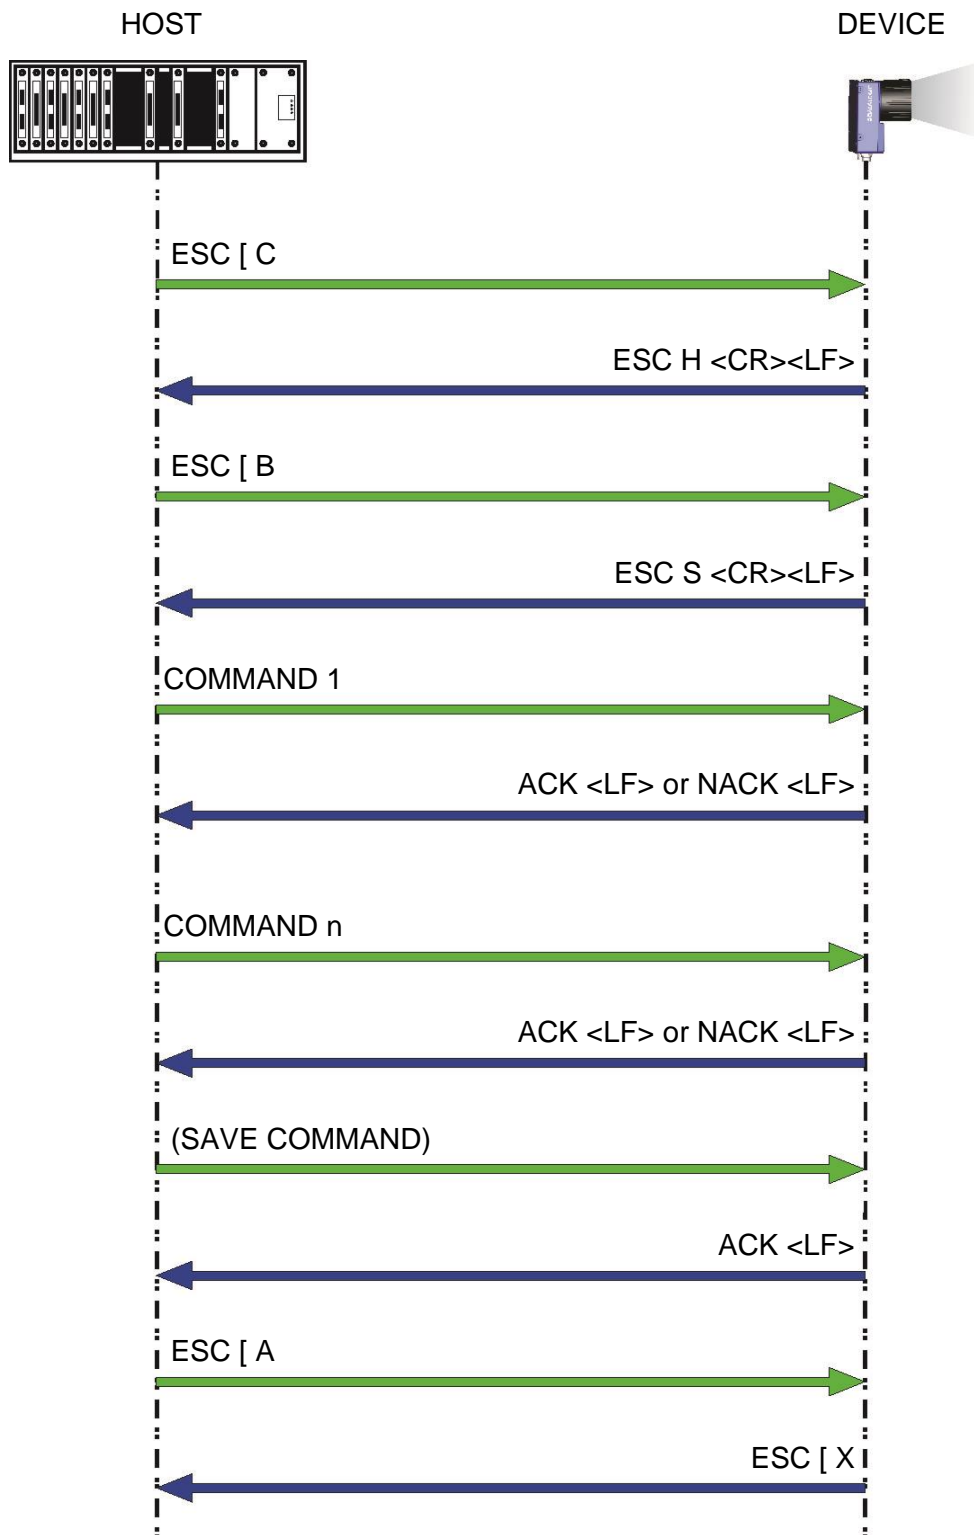 HOST
DEVICE
ESC [ C
ESC H <CR><LF>
ESC [ B
ESC S <CR><LF>
COMMAND 1
ACK <LF> or NACK <LF>
COMMAND n
ACK <LF> or NACK <LF>
(SAVE COMMAND)
ACK <LF>
ESC [ A
ESC [ X